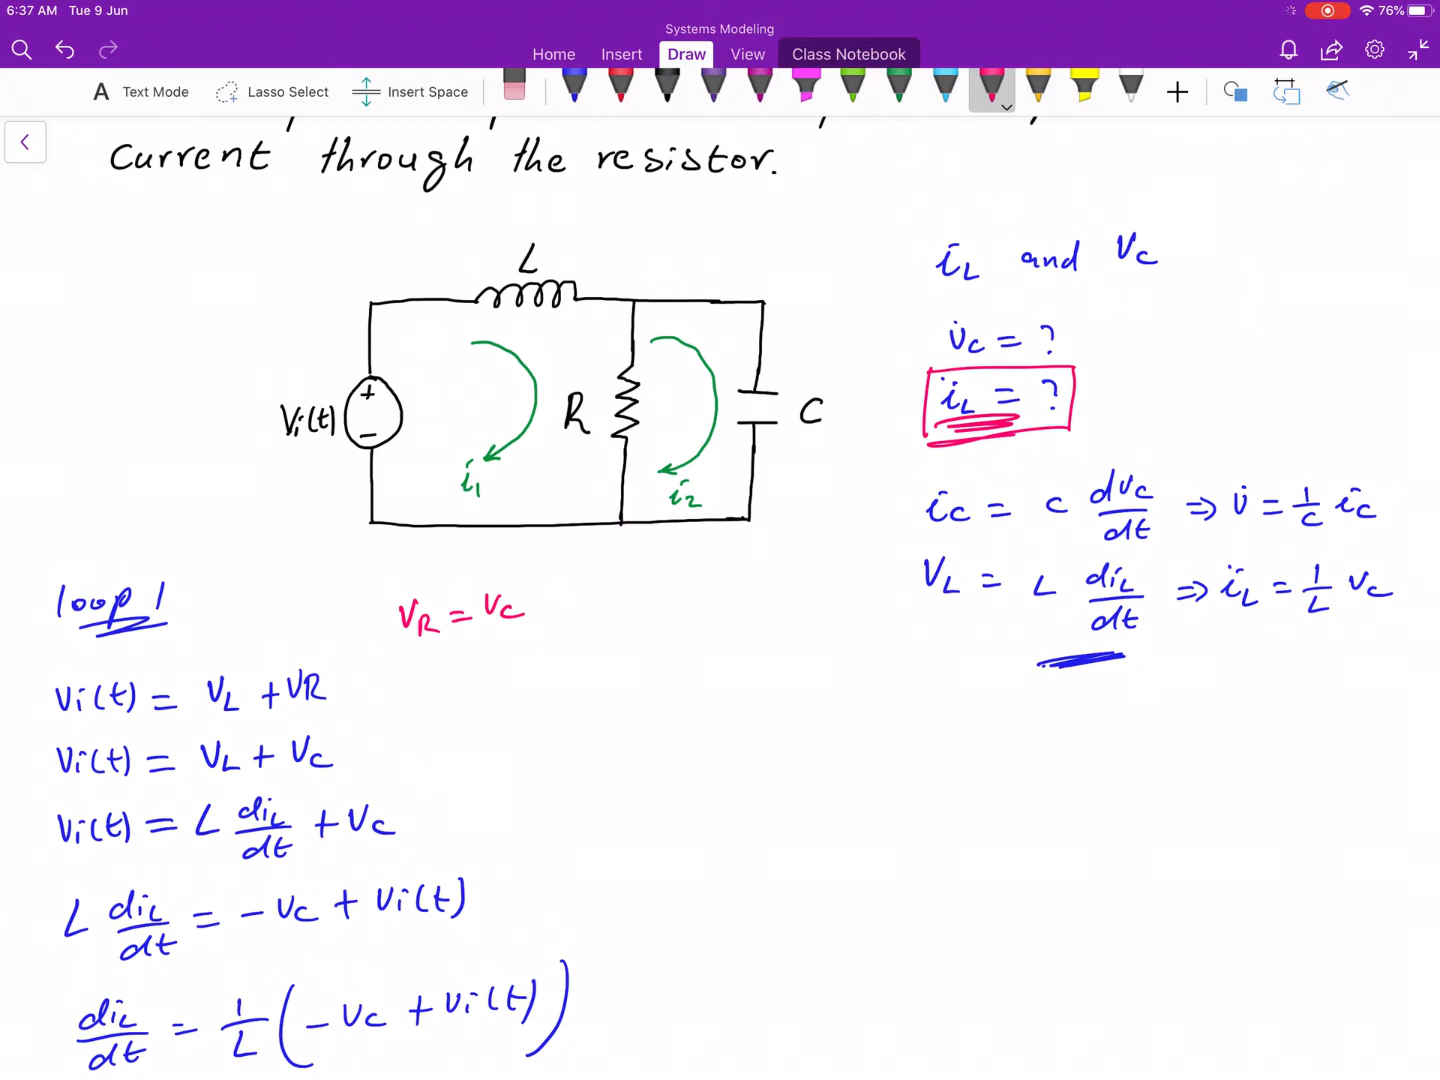 6:37 AM Tue 9 Jun 76%
Systems Modeling
Home Insert Draw View Class Notebook
Text Mode Lasso Select Insert Space
Current through the resistor.
L
Vi(t)
+
−
R
C
i1
i2
iL and Vc
v̇c = ?
i̇L = ?
ic = c dvc/dt ⇒ v̇ = 1/c ic
VL = L diL/dt ⇒ i̇L = 1/L vc
loop 1
VR = Vc
Vi(t) = VL + VR
Vi(t) = VL + Vc
Vi(t) = L diL/dt + Vc
L diL/dt = − Vc + Vi(t)
diL/dt = 1/L ( − Vc + Vi(t) )